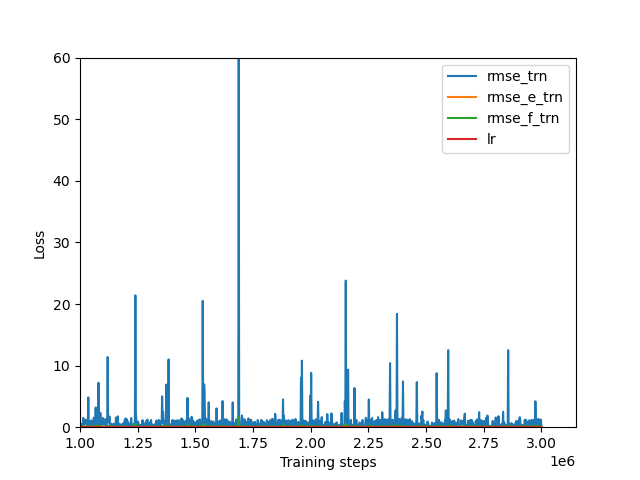 60
50
40
30
20
10
0
Loss
rmse_trn
rmse_e_trn
rmse_f_trn
lr
1.00 1.25 1.50 1.75 2.00 2.25 2.50 2.75 3.00
1e6
Training steps